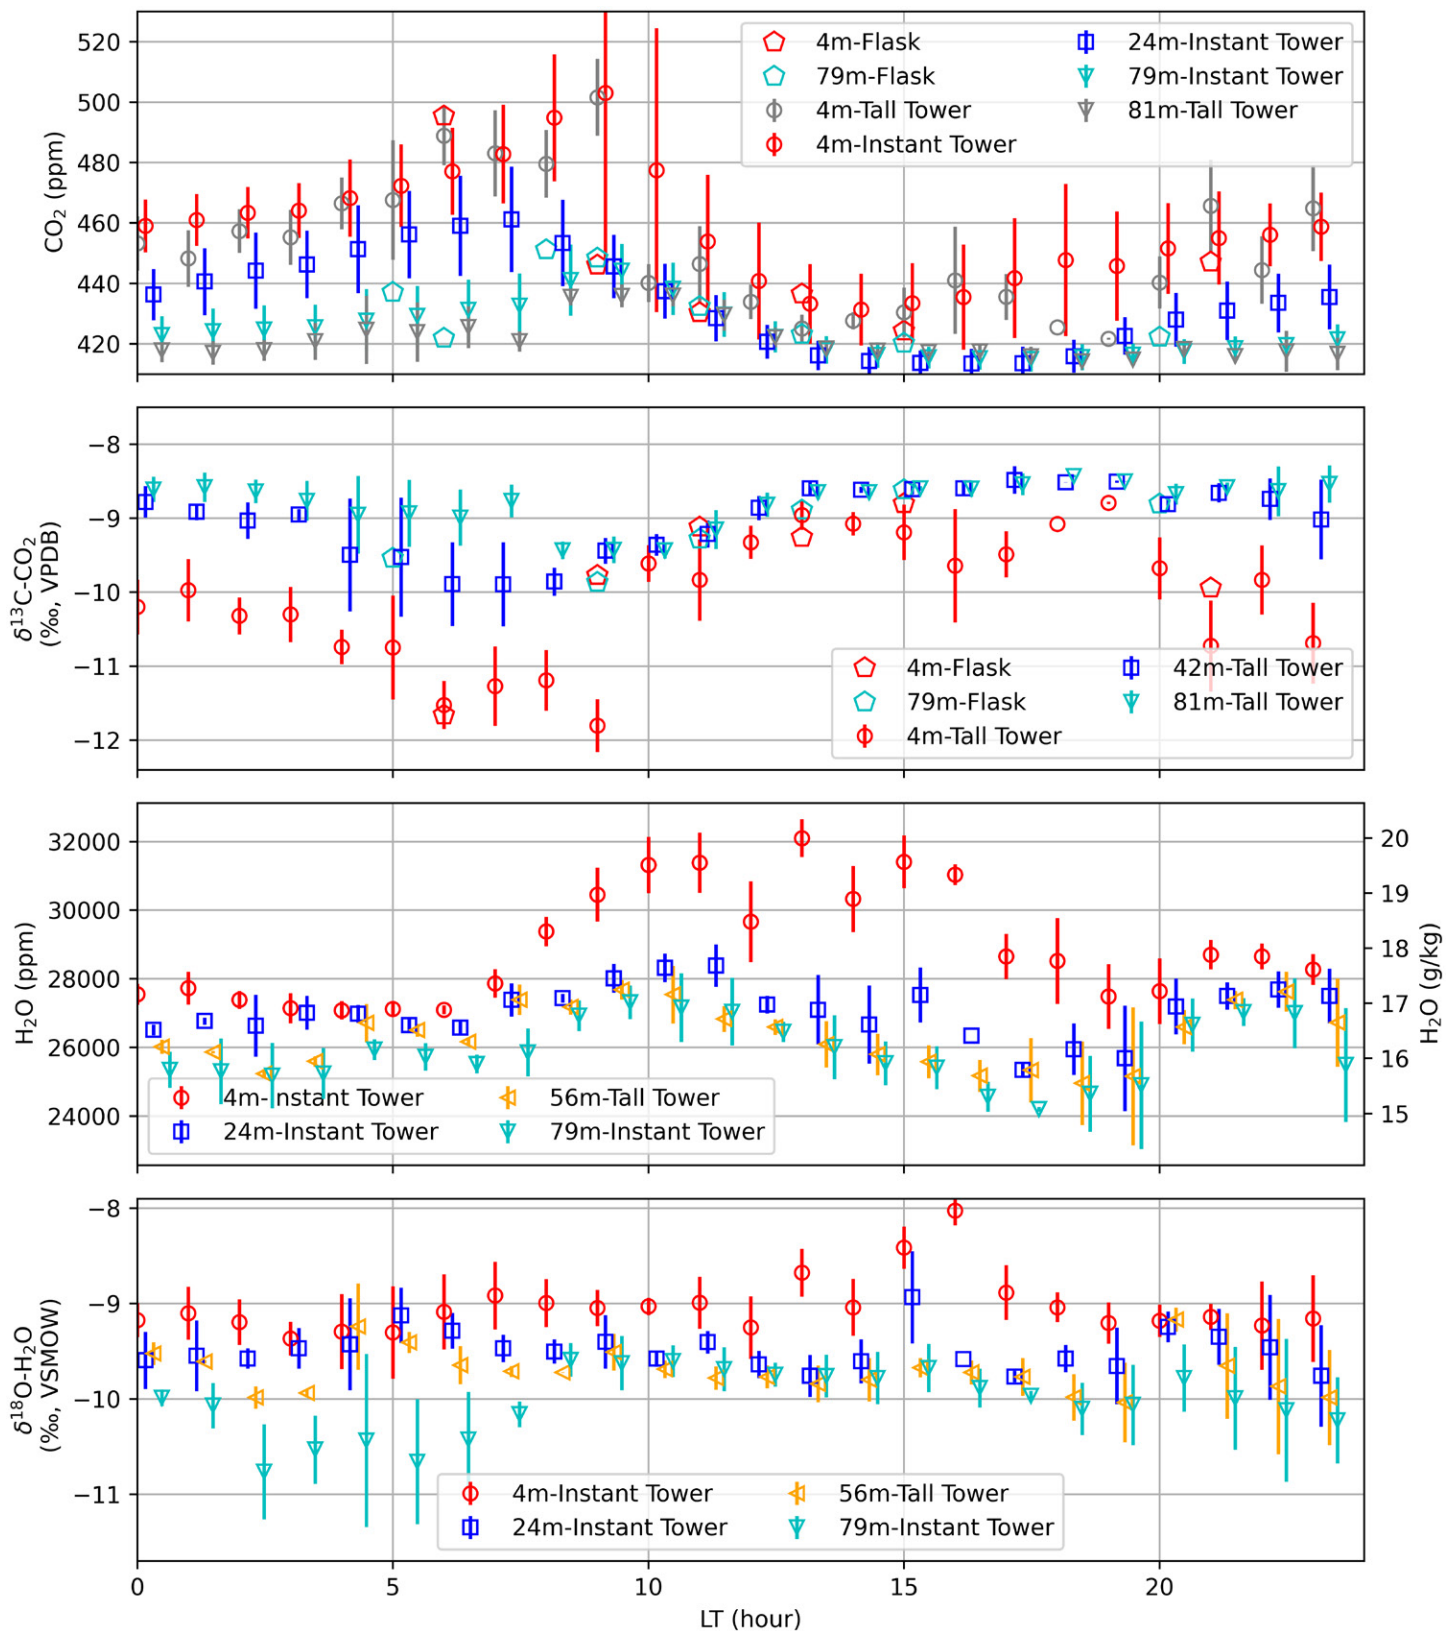 520
500
480
460
440
420
CO₂ (ppm)
4m-Flask
79m-Flask
4m-Tall Tower
4m-Instant Tower
24m-Instant Tower
79m-Instant Tower
81m-Tall Tower
−8
−9
−10
−11
−12
δ¹³C-CO₂
(‰, VPDB)
4m-Flask
79m-Flask
4m-Tall Tower
42m-Tall Tower
81m-Tall Tower
32000
30000
28000
26000
24000
H₂O (ppm)
20
19
18
17
16
15
H₂O (g/kg)
4m-Instant Tower
24m-Instant Tower
56m-Tall Tower
79m-Instant Tower
−8
−9
−10
−11
δ¹⁸O-H₂O
(‰, VSMOW)
4m-Instant Tower
24m-Instant Tower
56m-Tall Tower
79m-Instant Tower
0 5 10 15 20
LT (hour)